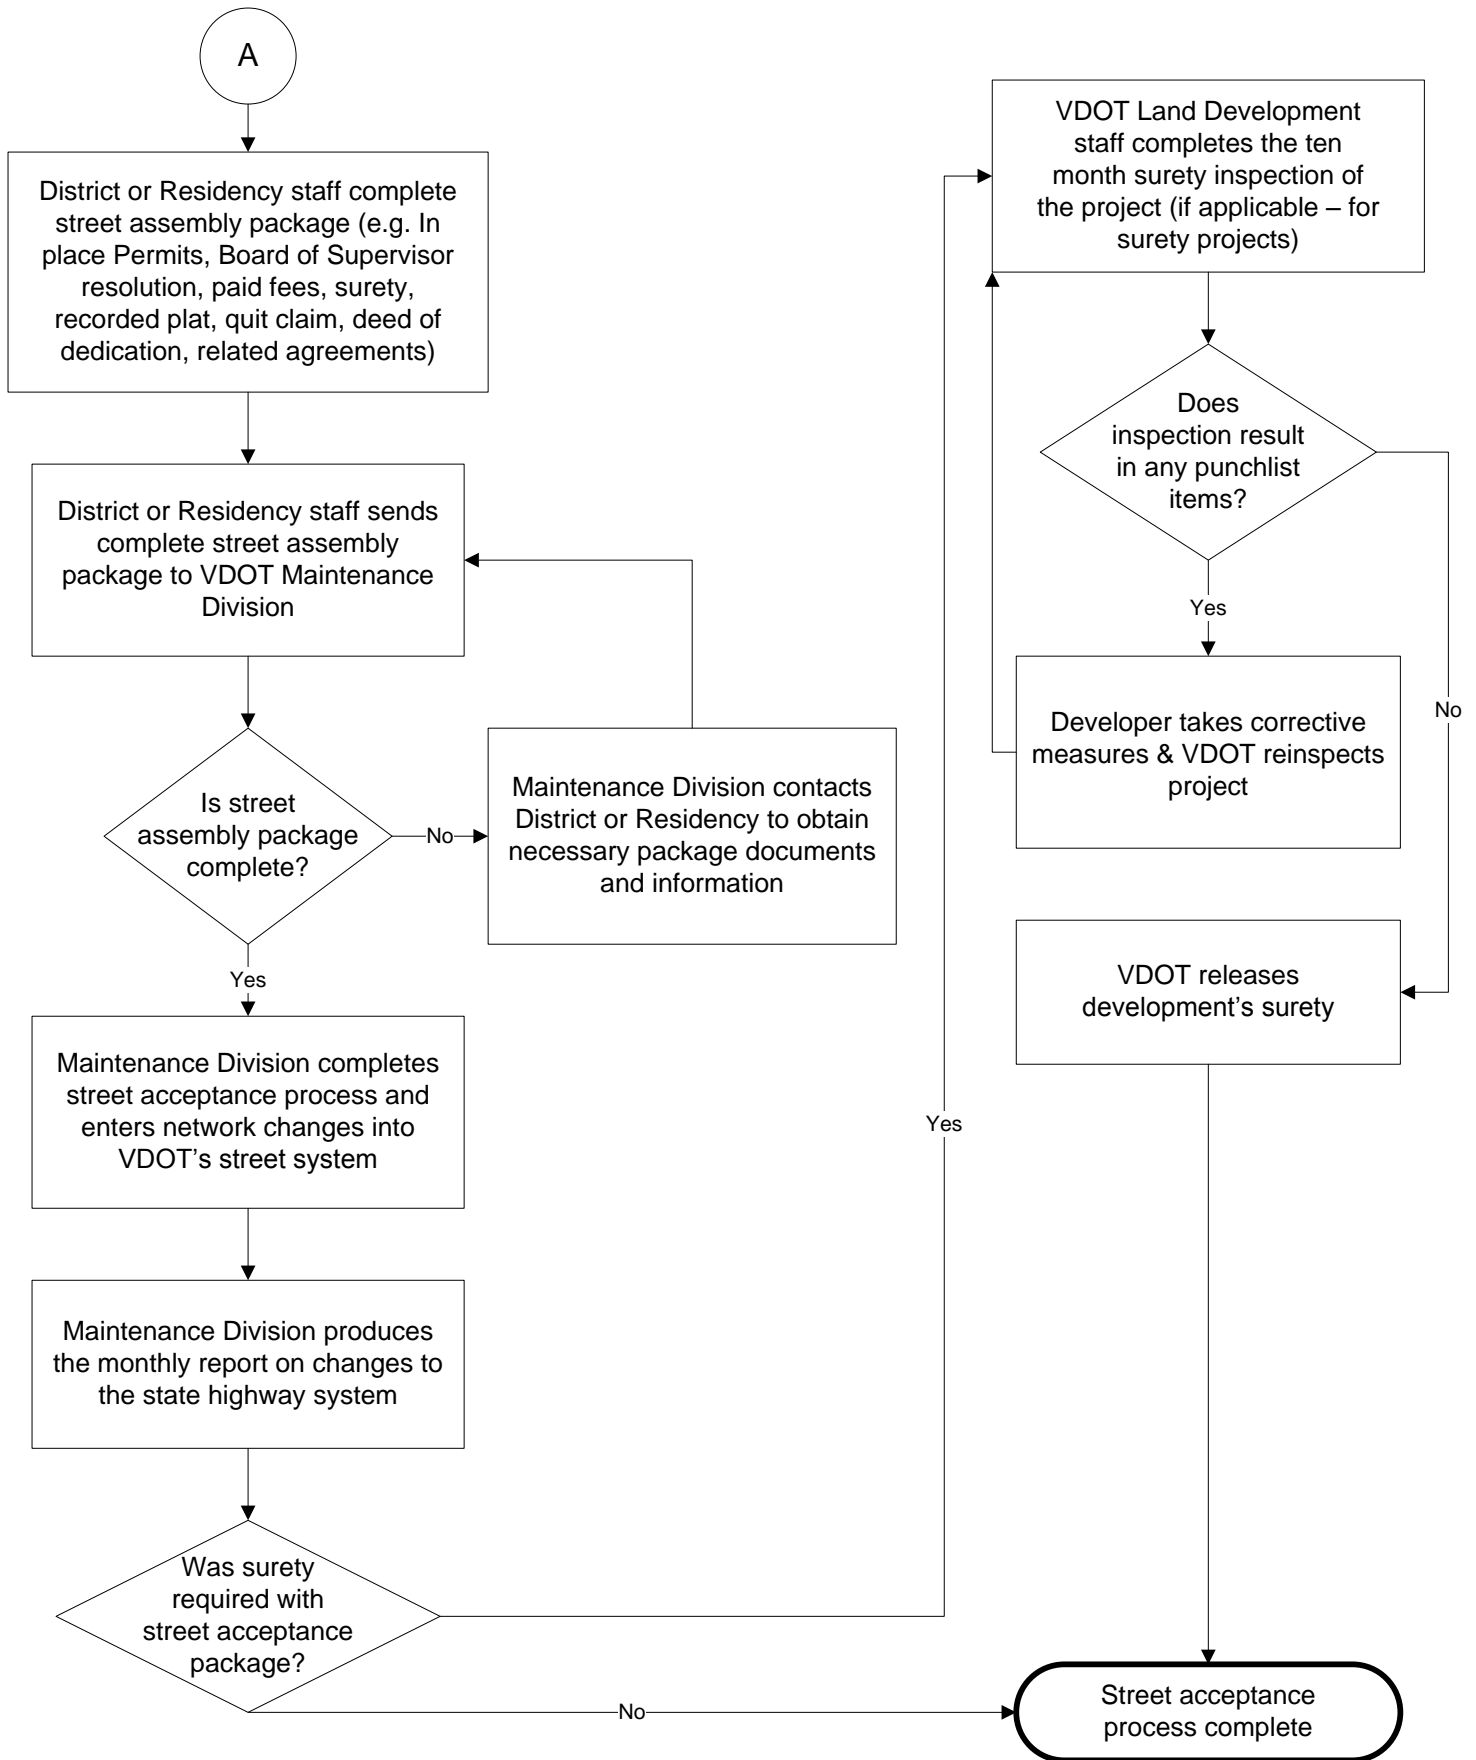 A
District or Residency staff complete
street assembly package (e.g. In
place Permits, Board of Supervisor
resolution, paid fees, surety,
recorded plat, quit claim, deed of
dedication, related agreements)
District or Residency staff sends
complete street assembly
package to VDOT Maintenance
Division
Is street
assembly package
complete?
No
Maintenance Division contacts
District or Residency to obtain
necessary package documents
and information
Yes
Maintenance Division completes
street acceptance process and
enters network changes into
VDOT’s street system
Maintenance Division produces
the monthly report on changes to
the state highway system
Was surety
required with
street acceptance
package?
Yes
No
VDOT Land Development
staff completes the ten
month surety inspection of
the project (if applicable – for
surety projects)
Does
inspection result
in any punchlist
items?
Yes
No
Developer takes corrective
measures & VDOT reinspects
project
VDOT releases
development’s surety
Street acceptance
process complete